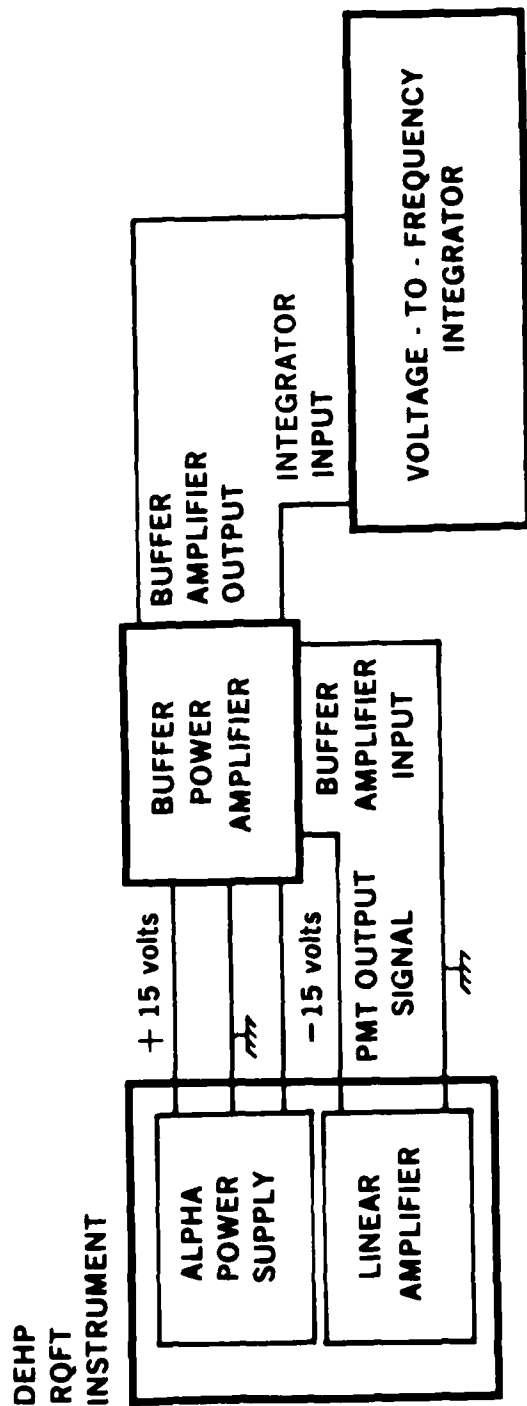 DEHP
RQFT
INSTRUMENT
ALPHA
POWER
SUPPLY
LINEAR
AMPLIFIER
+ 15 volts
-15 volts
PMT OUTPUT
SIGNAL
BUFFER
POWER
AMPLIFIER
BUFFER
AMPLIFIER
INPUT
BUFFER
AMPLIFIER
OUTPUT
INTEGRATOR
INPUT
VOLTAGE - TO - FREQUENCY
INTEGRATOR